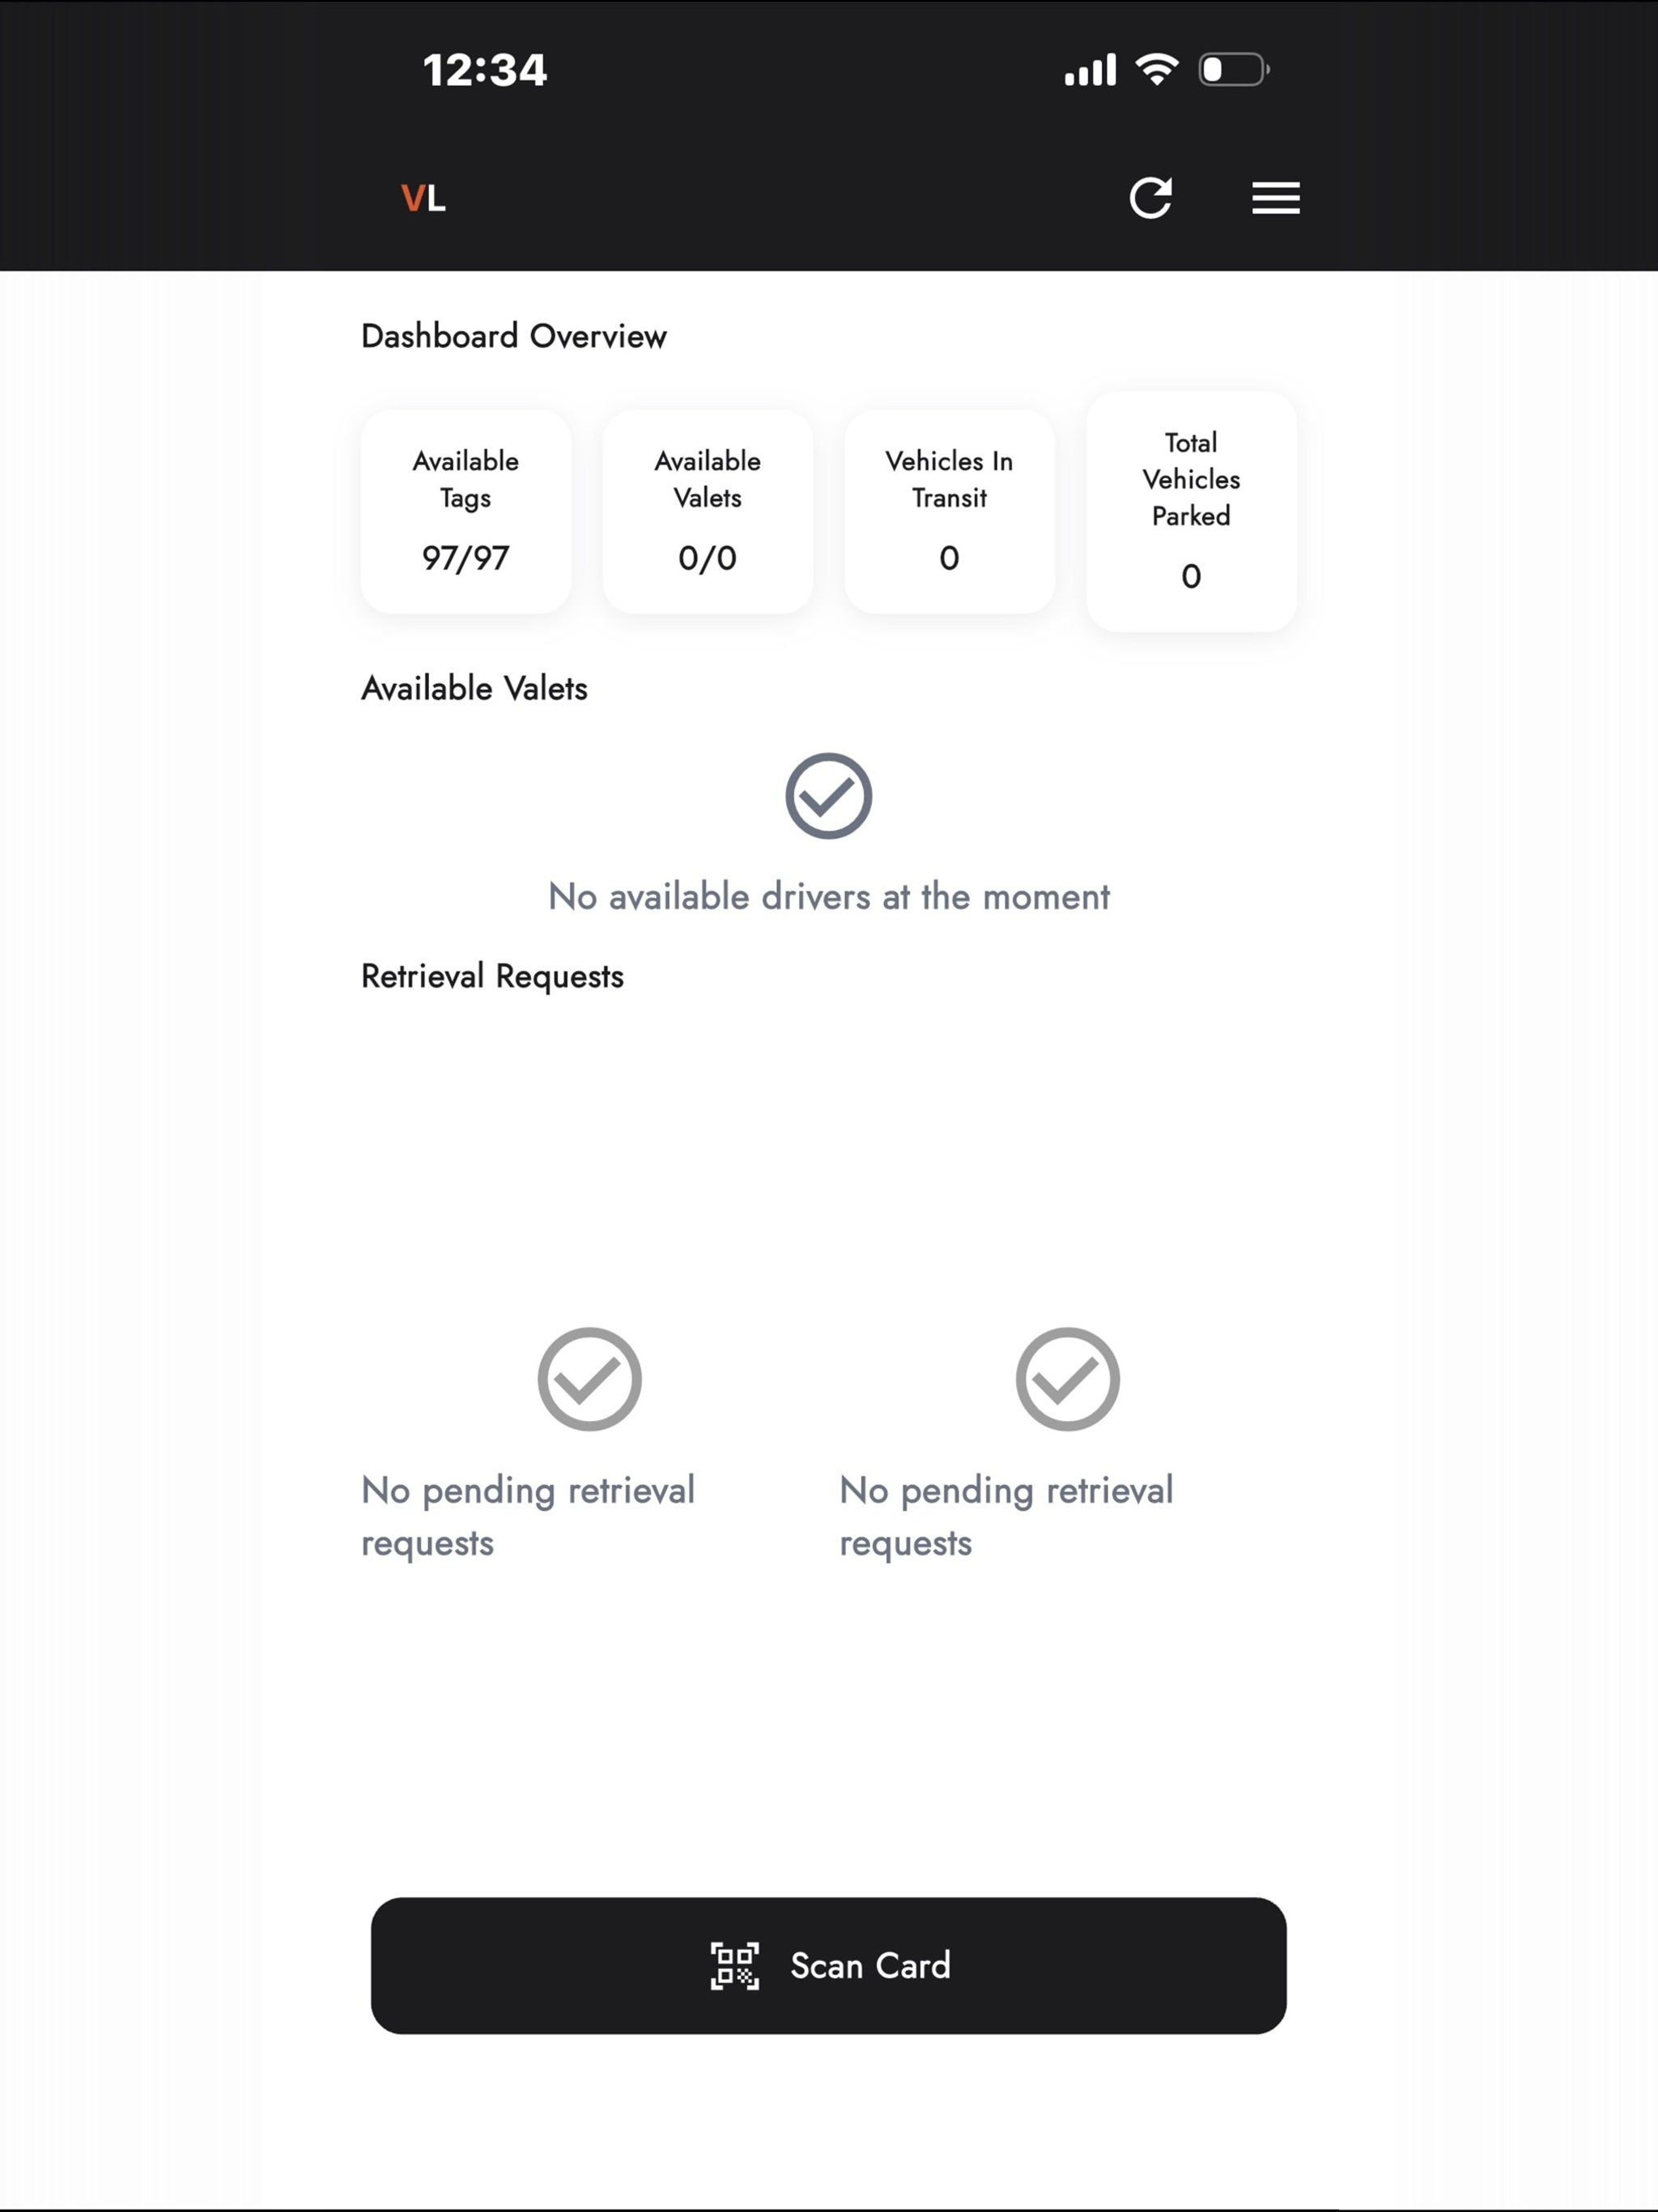 12:34
VL
Dashboard Overview
Available
Tags
97/97
Available
Valets
0/0
Vehicles In
Transit
0
Total
Vehicles
Parked
0
Available Valets
No available drivers at the moment
Retrieval Requests
No pending retrieval
requests
No pending retrieval
requests
Scan Card